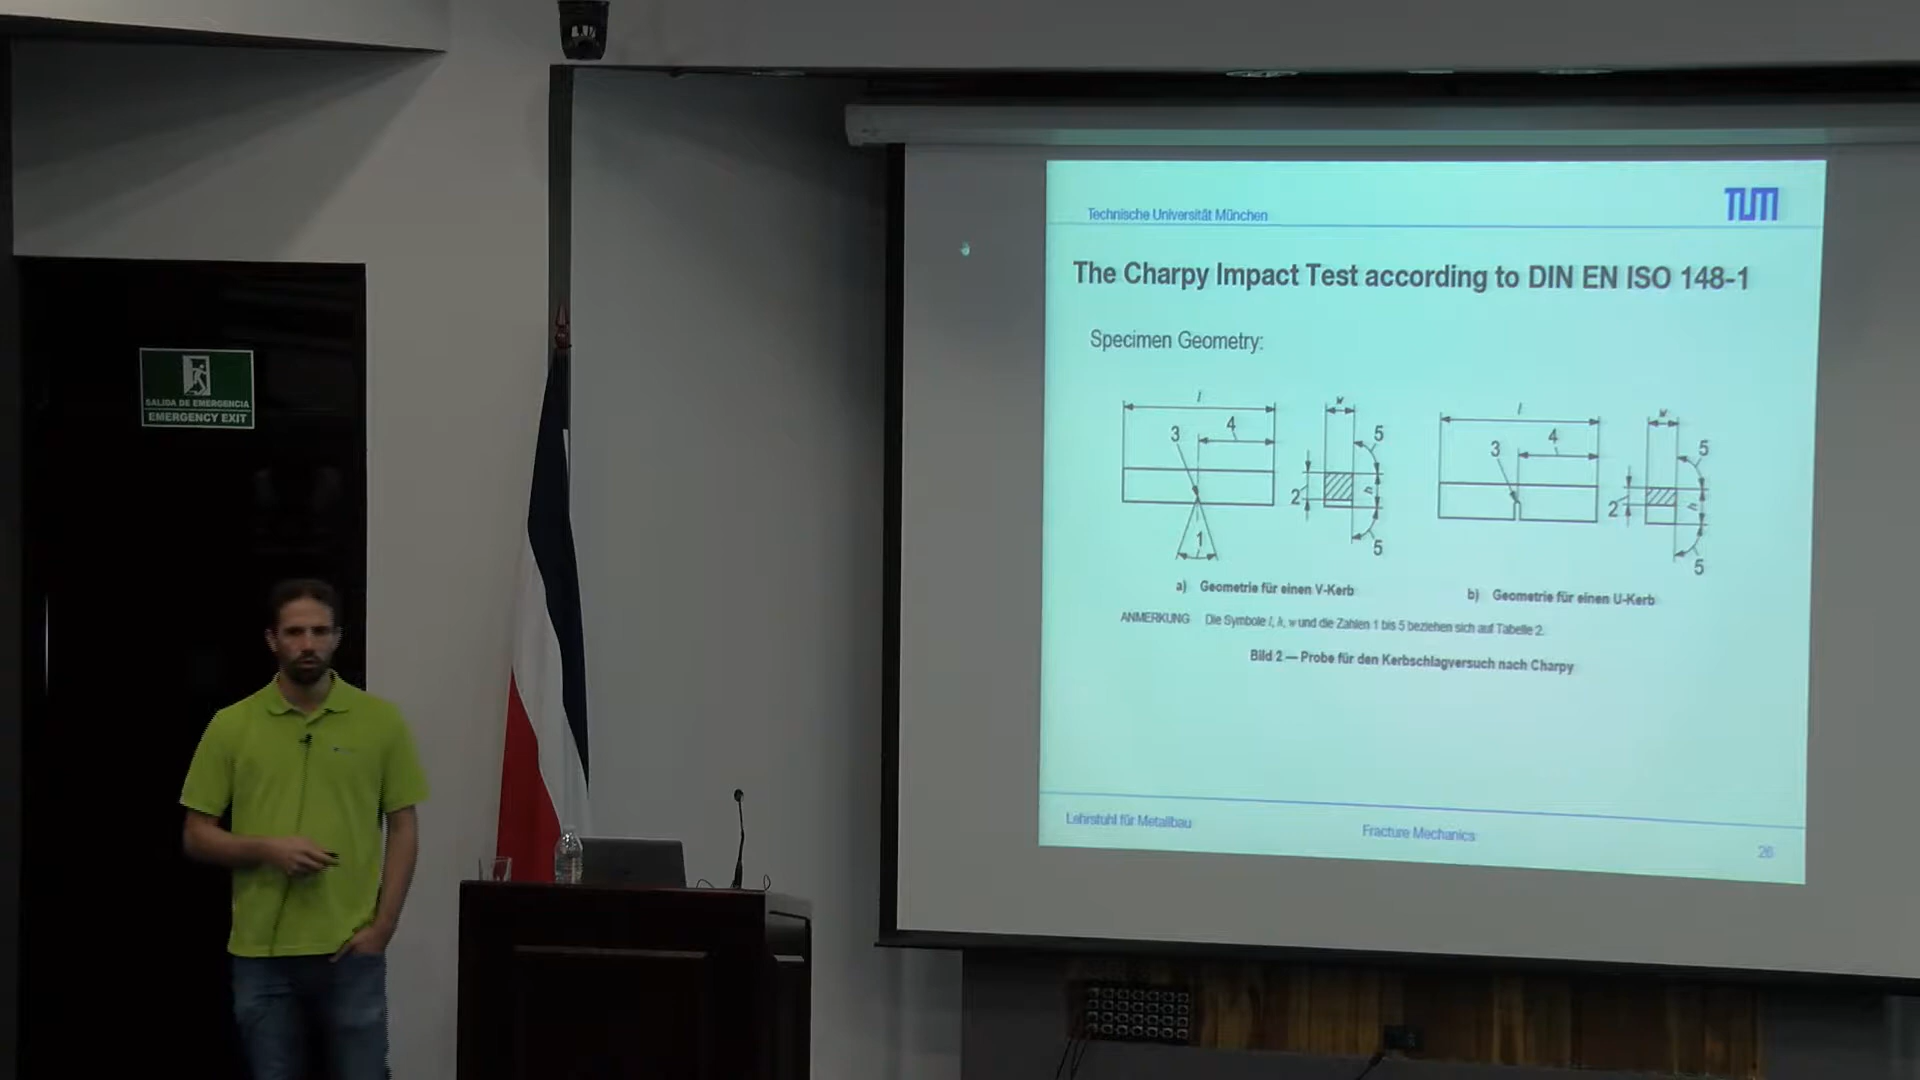 SALIDA DE EMERGENCIA
EMERGENCY EXIT
Technische Universität München
TUM
The Charpy Impact Test according to DIN EN ISO 148-1
Specimen Geometry:
l
4
3
1
w
5
2
h
5
l
4
3
w
5
2
h
5
a) Geometrie für einen V-Kerb
b) Geometrie für einen U-Kerb
ANMERKUNG Die Symbole l, h, w und die Zahlen 1 bis 5 beziehen sich auf Tabelle 2.
Bild 2 — Probe für den Kerbschlagversuch nach Charpy
Lehrstuhl für Metallbau
Fracture Mechanics
26